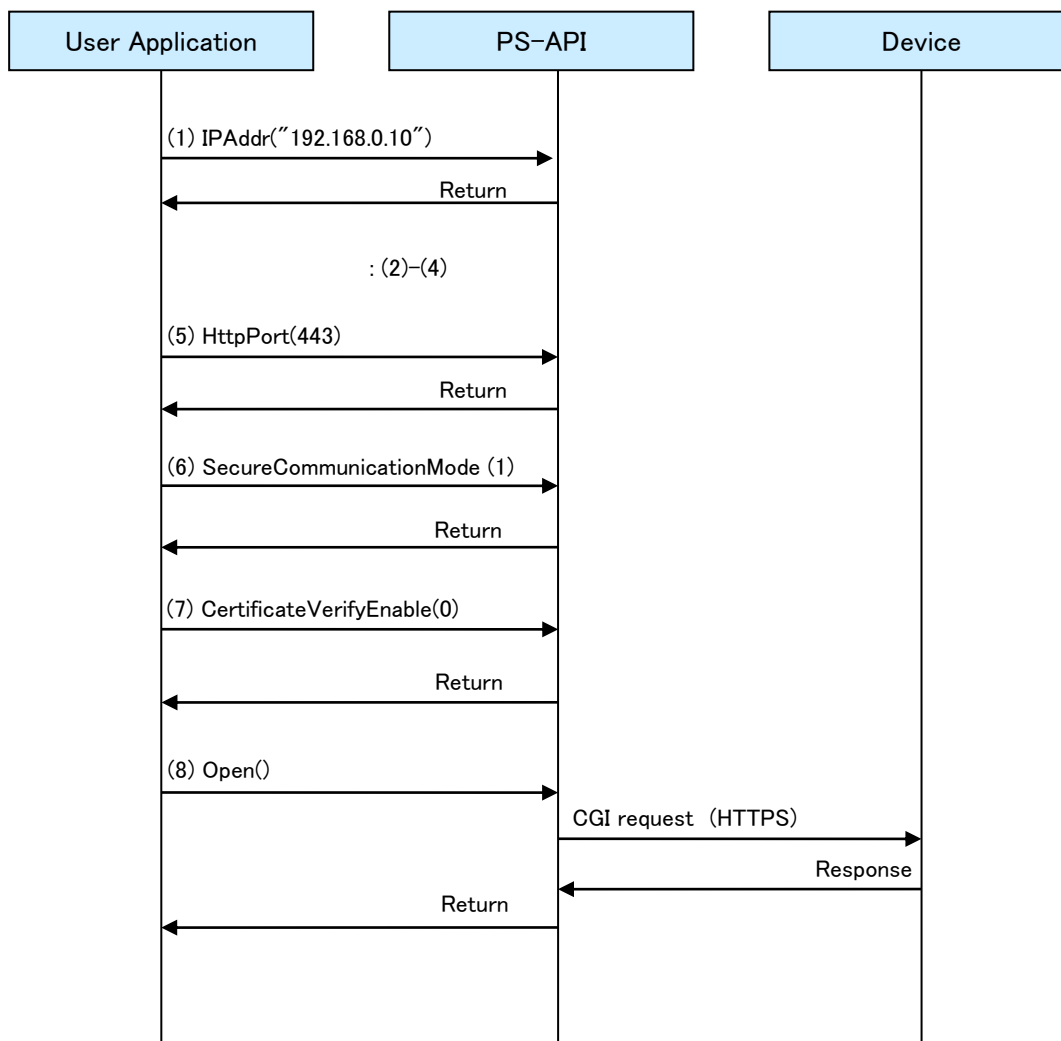 User Application
PS-API
Device
(1) IPAddr("192.168.0.10")
Return
: (2)-(4)
(5) HttpPort(443)
Return
(6) SecureCommunicationMode (1)
Return
(7) CertificateVerifyEnable(0)
Return
(8) Open()
CGI request (HTTPS)
Response
Return